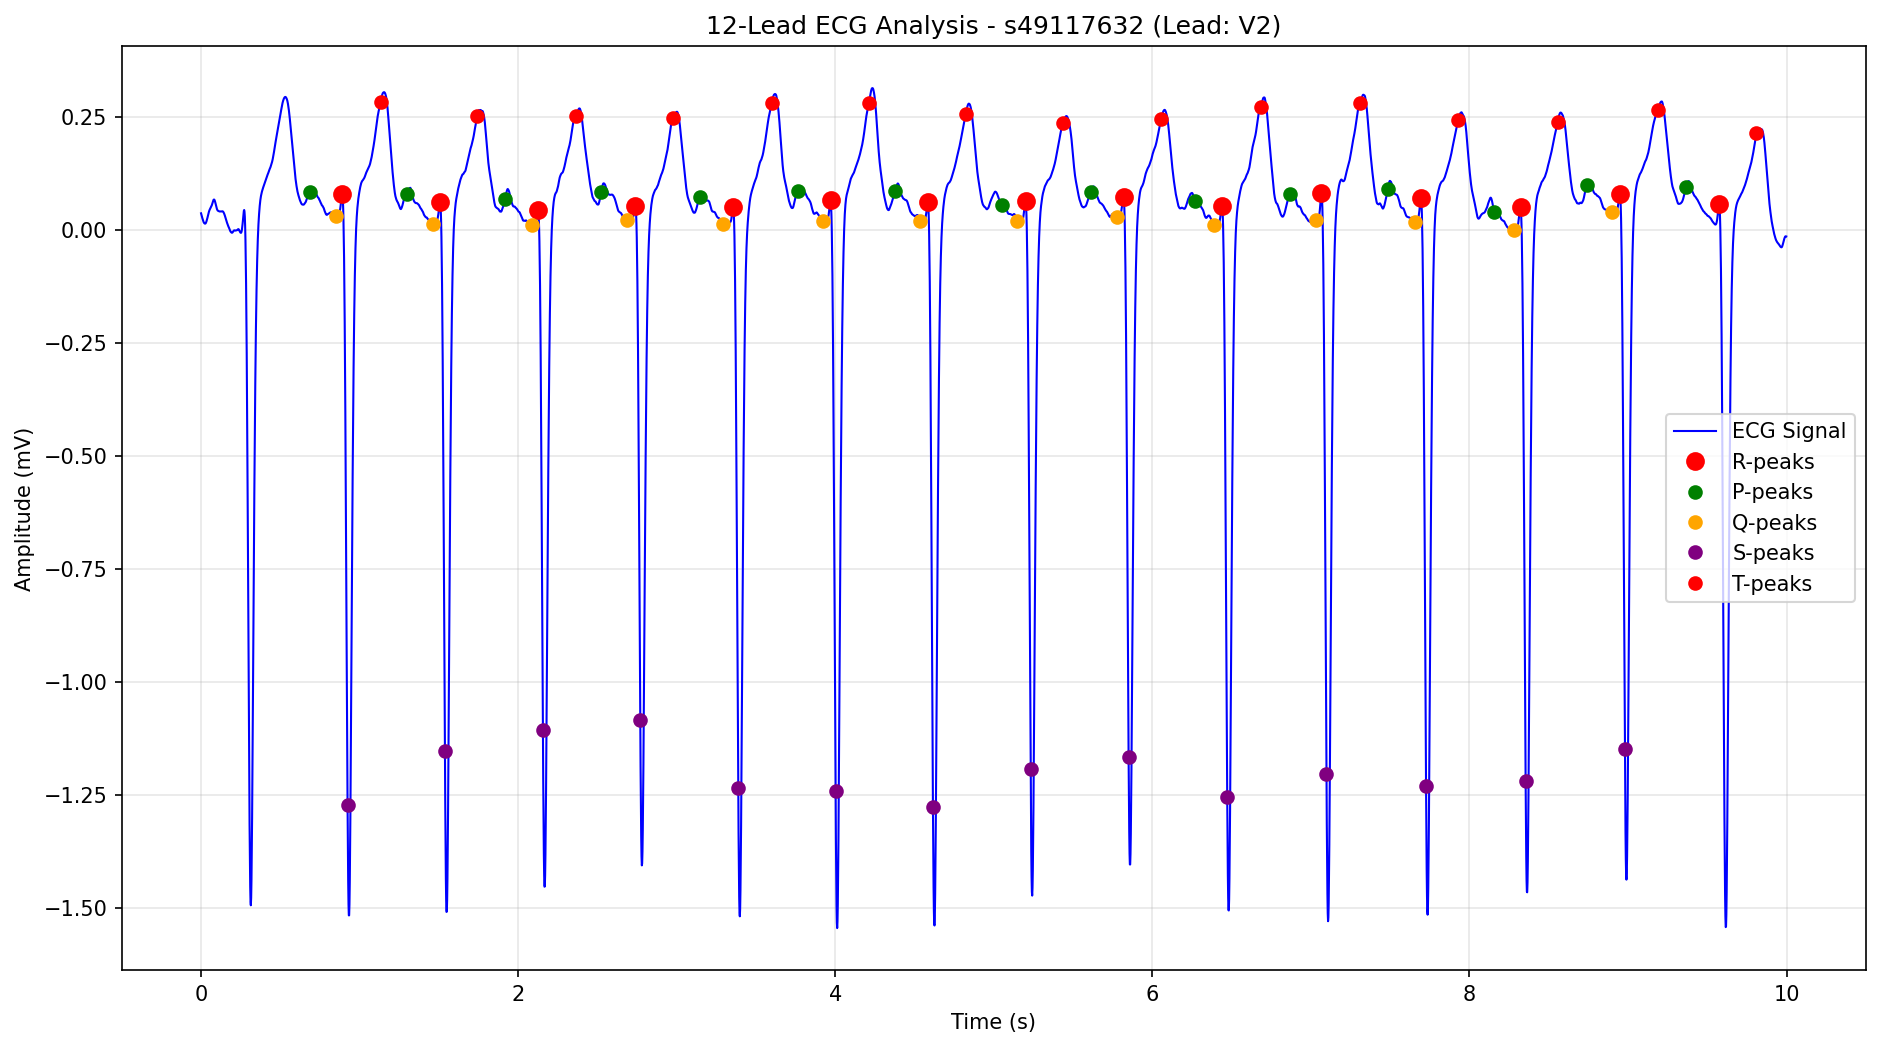 12-Lead ECG Analysis - s49117632 (Lead: V2)
Amplitude (mV)
0.25
0.00
−0.25
−0.50
−0.75
−1.00
−1.25
−1.50
ECG Signal
R-peaks
P-peaks
Q-peaks
S-peaks
T-peaks
0 2 4 6 8 10
Time (s)